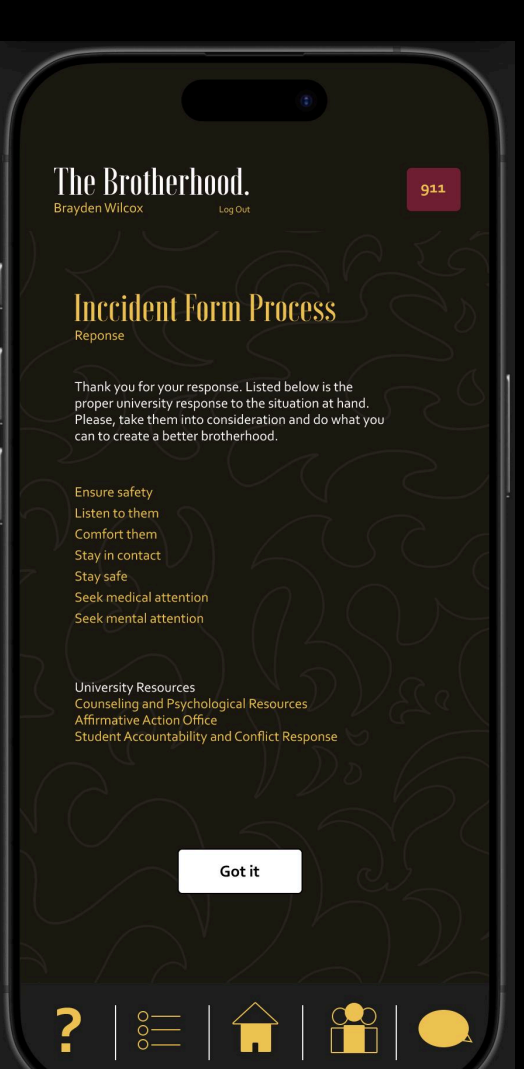 The Brotherhood.
911
Brayden Wilcox
Log Out
Inccident Form Process
Reponse
Thank you for your response. Listed below is the
proper university response to the situation at hand.
Please, take them into consideration and do what you
can to create a better brotherhood.
Ensure safety
Listen to them
Comfort them
Stay in contact
Stay safe
Seek medical attention
Seek mental attention
University Resources
Counseling and Psychological Resources
Affirmative Action Office
Student Accountability and Conflict Response
Got it
?